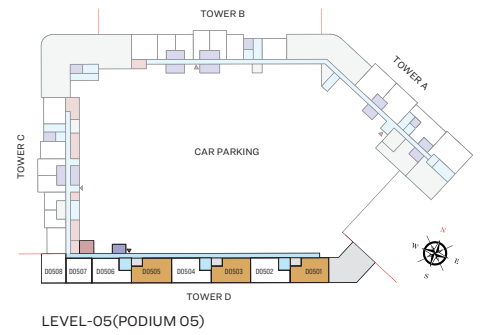 TOWER B
TOWER A
TOWER C
CAR PARKING
N
W
E
S
D0508 D0507 D0506 D0505 D0504 D0503 D0502 D0501
TOWER D
LEVEL-05(PODIUM 05)